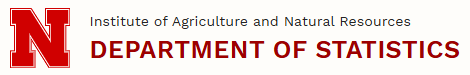 N
Institute of Agriculture and Natural Resources
DEPARTMENT OF STATISTICS